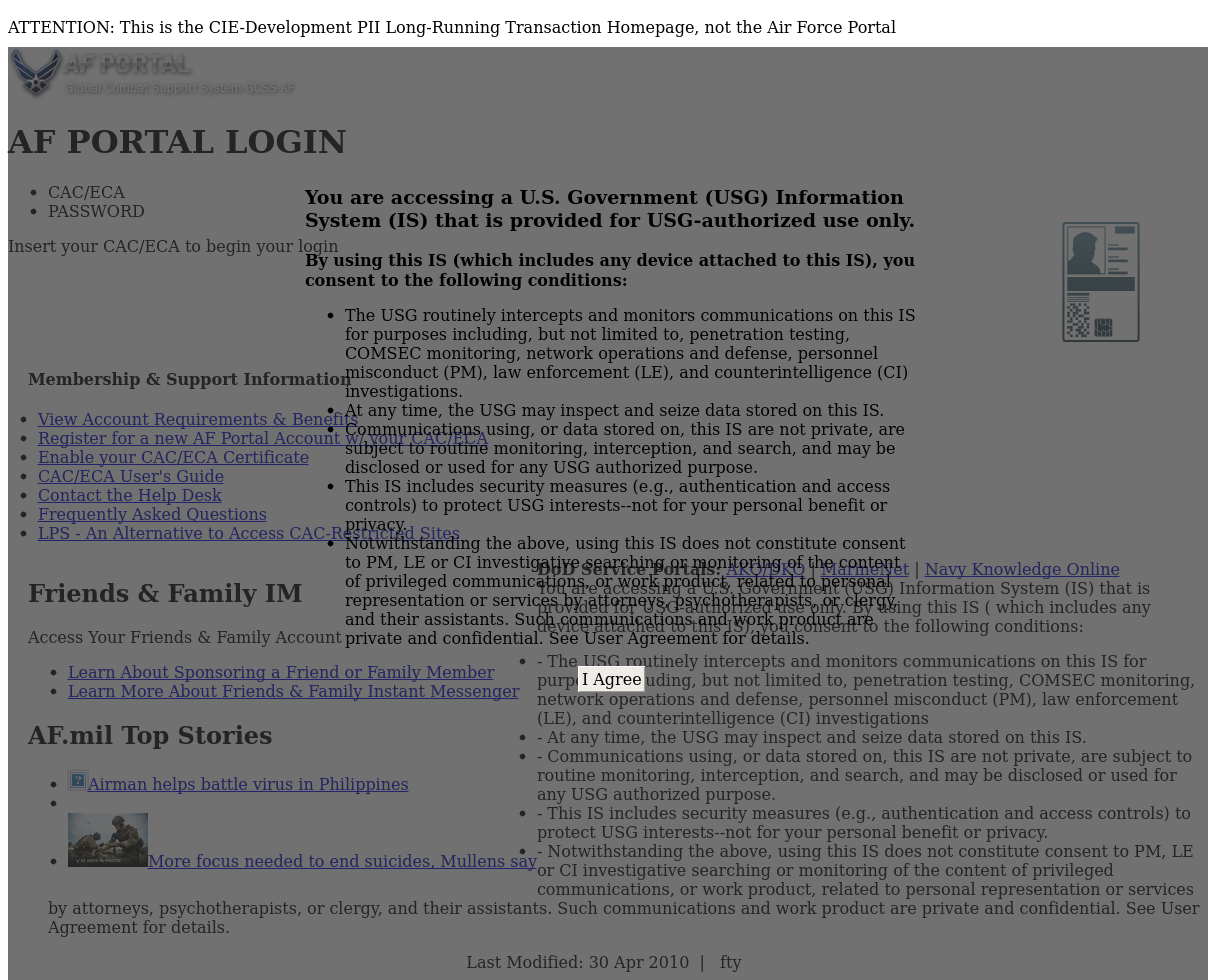 ATTENTION: This is the CIE-Development PII Long-Running Transaction Homepage, not the Air Force Portal
AF PORTAL
Global Combat Support System GCSS-AF
AF PORTAL LOGIN
CAC/ECA
PASSWORD
Insert your CAC/ECA to begin your login
You are accessing a U.S. Government (USG) Information
System (IS) that is provided for USG-authorized use only.
By using this IS (which includes any device attached to this IS), you
consent to the following conditions:
The USG routinely intercepts and monitors communications on this IS
for purposes including, but not limited to, penetration testing,
COMSEC monitoring, network operations and defense, personnel
misconduct (PM), law enforcement (LE), and counterintelligence (CI)
investigations.
At any time, the USG may inspect and seize data stored on this IS.
Communications using, or data stored on, this IS are not private, are
subject to routine monitoring, interception, and search, and may be
disclosed or used for any USG authorized purpose.
This IS includes security measures (e.g., authentication and access
controls) to protect USG interests--not for your personal benefit or
privacy.
Notwithstanding the above, using this IS does not constitute consent
to PM, LE or CI investigative searching or monitoring of the content
of privileged communications, or work product, related to personal
representation or services by attorneys, psychotherapists, or clergy,
and their assistants. Such communications and work product are
private and confidential. See User Agreement for details.
I Agree
Membership & Support Information
View Account Requirements & Benefits
Register for a new AF Portal Account w/ your CAC/ECA
Enable your CAC/ECA Certificate
CAC/ECA User's Guide
Contact the Help Desk
Frequently Asked Questions
LPS - An Alternative to Access CAC-Restricted Sites
Friends & Family IM
Access Your Friends & Family Account
Learn About Sponsoring a Friend or Family Member
Learn More About Friends & Family Instant Messenger
AF.mil Top Stories
Airman helps battle virus in Philippines
More focus needed to end suicides, Mullens say
DoD Service Portals: AKO/DKO | MarineNet | Navy Knowledge Online
You are accessing a U.S. Government (USG) Information System (IS) that is
provided for USG-authorized use only. By using this IS ( which includes any
device attached to this IS), you consent to the following conditions:
- The USG routinely intercepts and monitors communications on this IS for
purposes including, but not limited to, penetration testing, COMSEC monitoring,
network operations and defense, personnel misconduct (PM), law enforcement
(LE), and counterintelligence (CI) investigations
- At any time, the USG may inspect and seize data stored on this IS.
- Communications using, or data stored on, this IS are not private, are subject to
routine monitoring, interception, and search, and may be disclosed or used for
any USG authorized purpose.
- This IS includes security measures (e.g., authentication and access controls) to
protect USG interests--not for your personal benefit or privacy.
- Notwithstanding the above, using this IS does not constitute consent to PM, LE
or CI investigative searching or monitoring of the content of privileged
communications, or work product, related to personal representation or services
by attorneys, psychotherapists, or clergy, and their assistants. Such communications and work product are private and confidential. See User
Agreement for details.
Last Modified: 30 Apr 2010 | fty